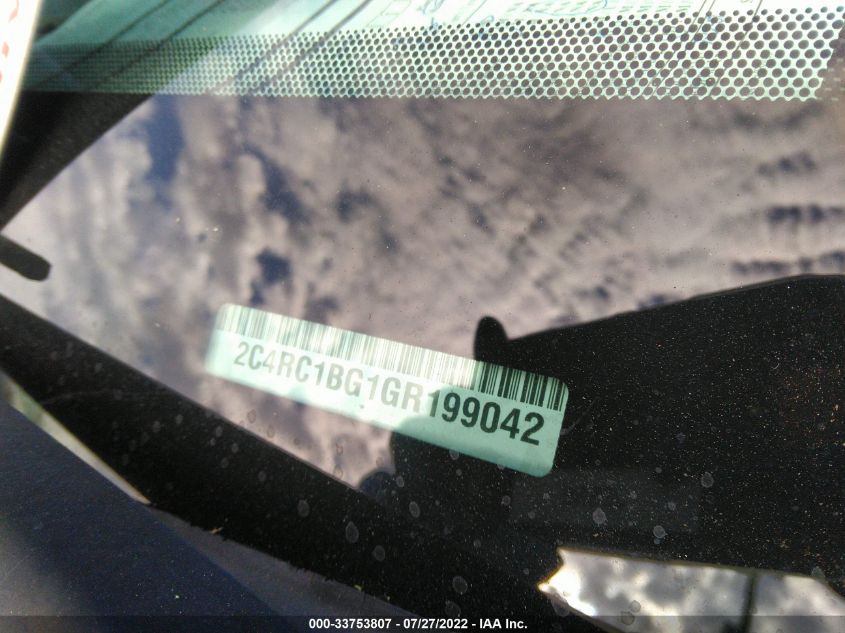 2C4RC1BG1GR199042
000-33753807 / 07/27/2022 - IAA Inc.